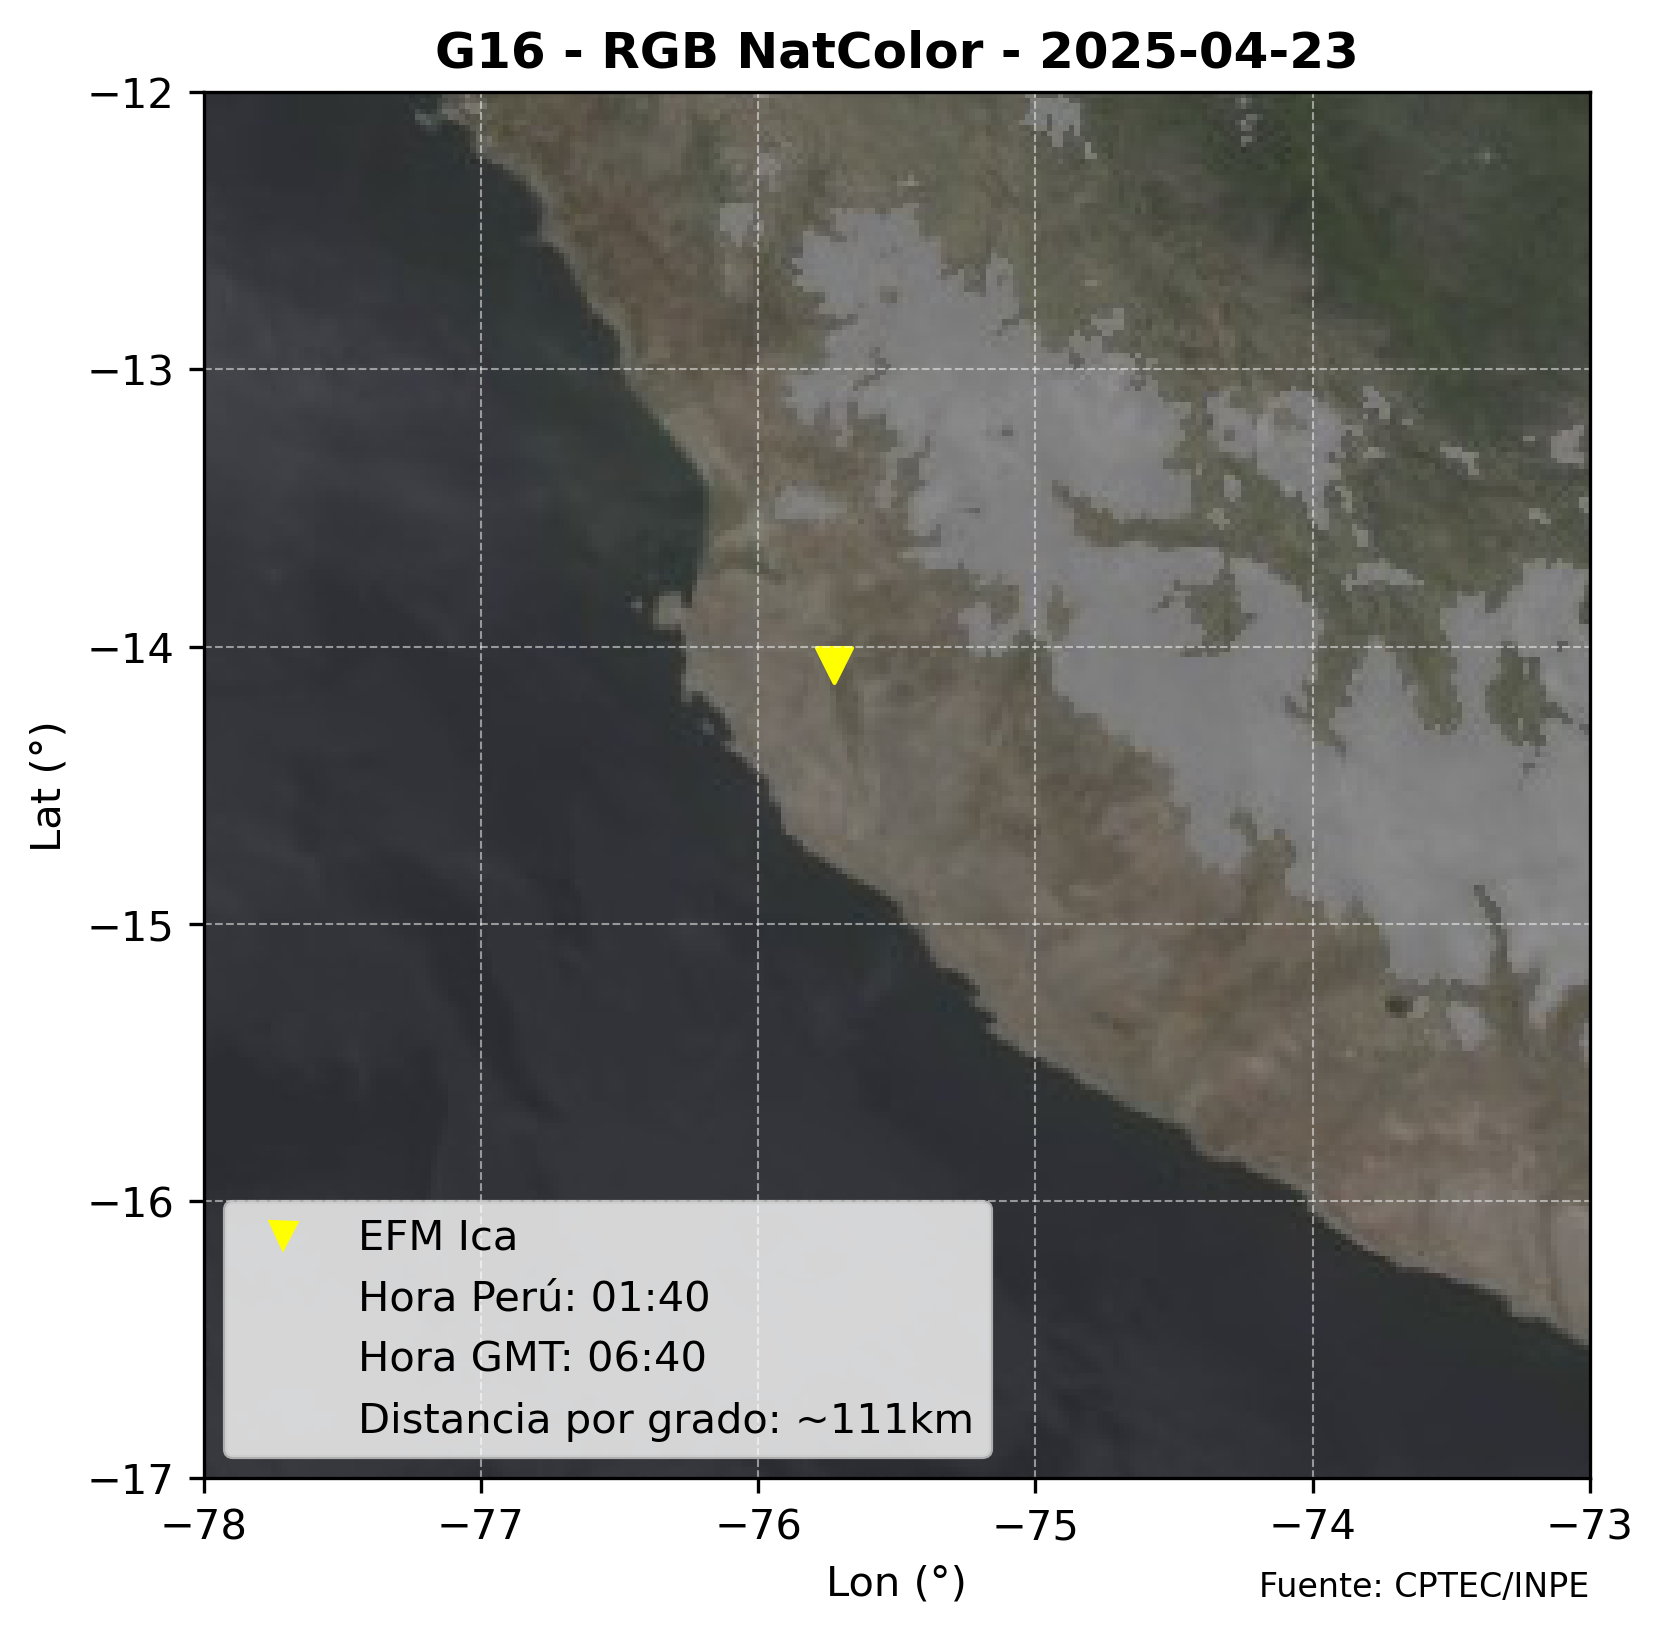 G16 - RGB NatColor - 2025-04-23
−12
−13
−14
−15
−16
−17
Lat (°)
EFM Ica
Hora Perú: 01:40
Hora GMT: 06:40
Distancia por grado: ~111km
−78 −77 −76 −75 −74 −73
Lon (°)
Fuente: CPTEC/INPE